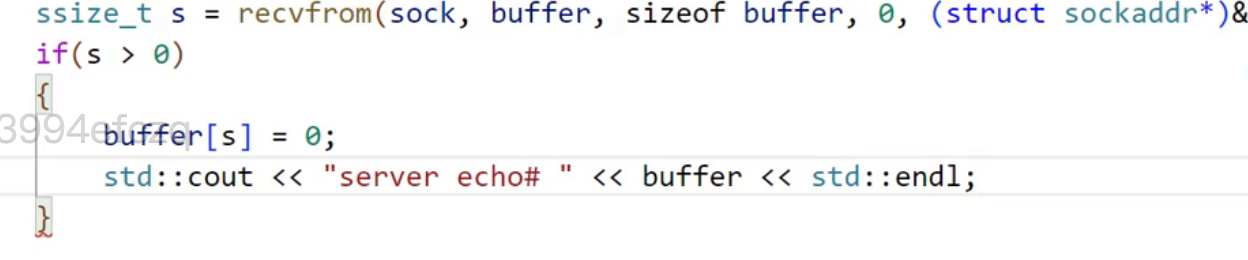 ssize_t s = recvfrom(sock, buffer, sizeof buffer, 0, (struct sockaddr*)&
if(s > 0)
{
buffer[s] = 0;
std::cout << "server echo# " << buffer << std::endl;
}